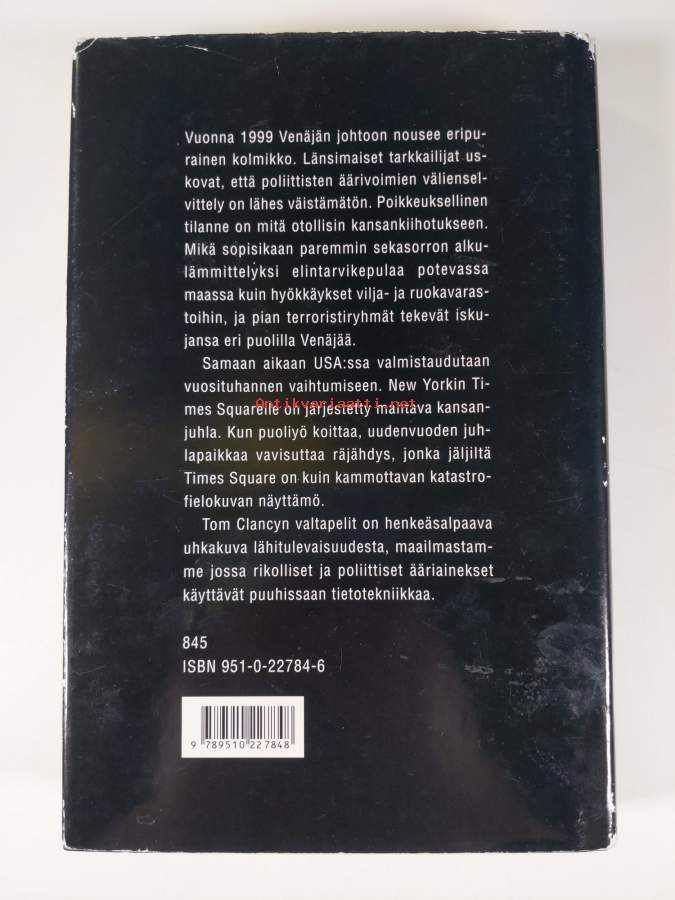 Vuonna 1999 Venäjän johtoon nousee eripu-
rainen kolmikko. Länsimaiset tarkkailijat us-
kovat, että poliittisten äärivoimien välienselvit-
vittely on lähes väistämätön. Poikkeuksellinen
tilanne on mitä otollisin kansankiihotukseen.
Mikä sopisikaan paremmin sekasorron alku-
lämmittelyksi elintarvikepulaa potevassa
maassa kuin hyökkäykset vilja- ja ruokavaras-
toihin, ja pian terroristiryhmät tekevät isku-
jansa eri puolilla Venäjää.
Samaan aikaan USA:ssa valmistaudutaan
vuosituhannen vaihtumiseen. New Yorkin Ti-
mes Squarelle on järjestetty mahtava kansan-
Antikvariaatti.net
juhla. Kun puoliyö koittaa, uudenvuoden juh-
lapaikkaa vavisuttaa räjähdys, jonka jäljiltä
Times Square on kuin kammottavan katastro-
fielokuvan näyttämö.
Tom Clancyn valtapelit on henkeäsalpaava
uhkakuva lähitulevaisuudesta, maailmastam-
me jossa rikolliset ja poliittiset ääriainekset
käyttävät puuhissaan tietotekniikkaa.
845
ISBN 951-0-22784-6
9 789510 227848